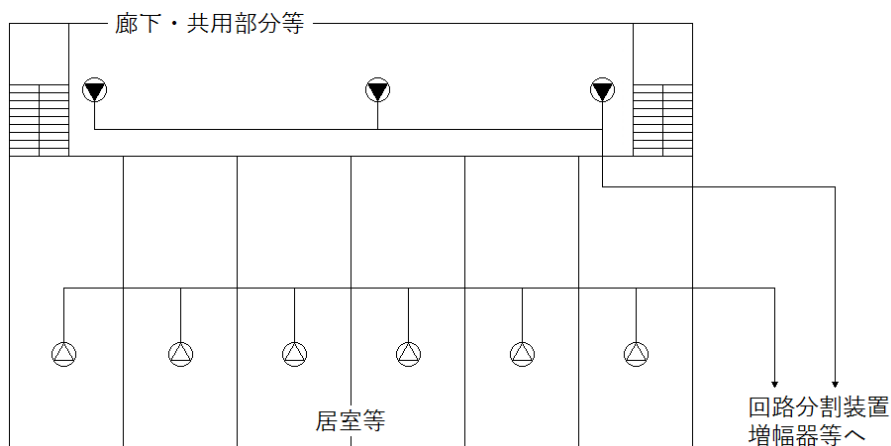 廊下・共用部分等
居室等
回路分割装置
増幅器等へ